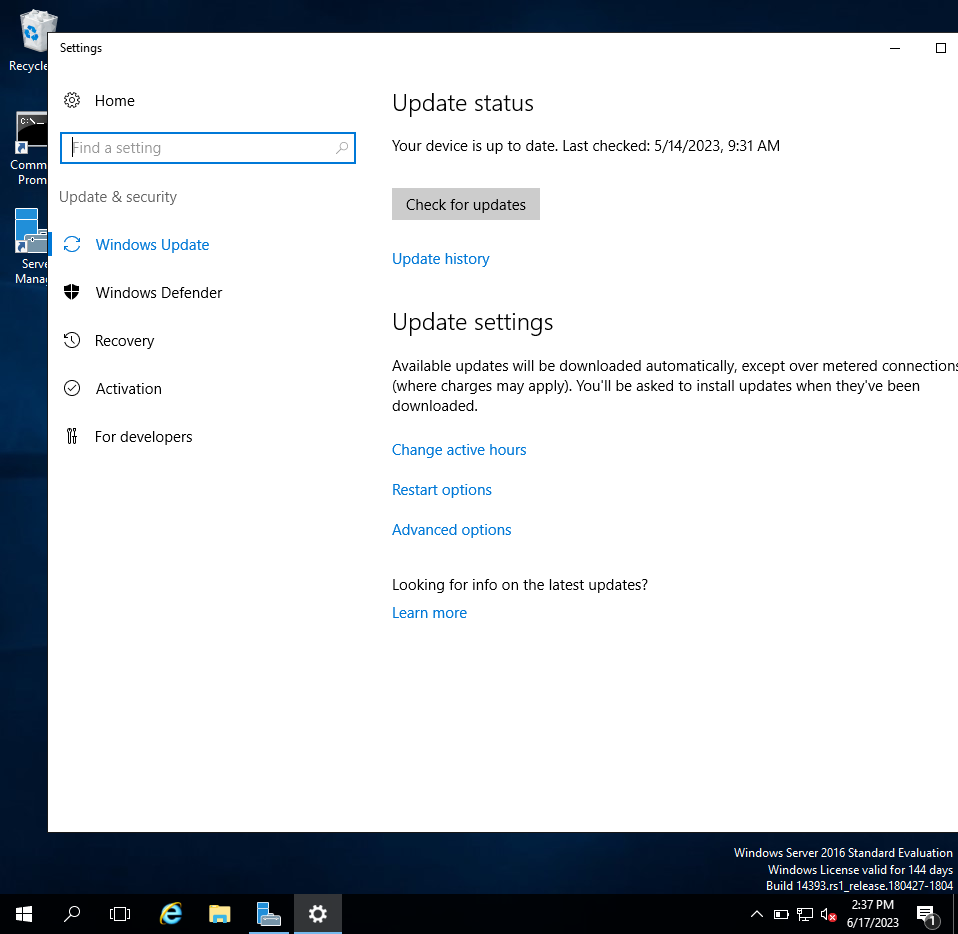 Recycle
Comm
Prom
Serve
Manag
Settings
Home
Find a setting
Update & security
Windows Update
Windows Defender
Recovery
Activation
For developers
Update status
Your device is up to date. Last checked: 5/14/2023, 9:31 AM
Check for updates
Update history
Update settings
Available updates will be downloaded automatically, except over metered connections
(where charges may apply). You'll be asked to install updates when they've been
downloaded.
Change active hours
Restart options
Advanced options
Looking for info on the latest updates?
Learn more
Windows Server 2016 Standard Evaluation
Windows License valid for 144 days
Build 14393.rs1_release.180427-1804
2:37 PM
6/17/2023
1